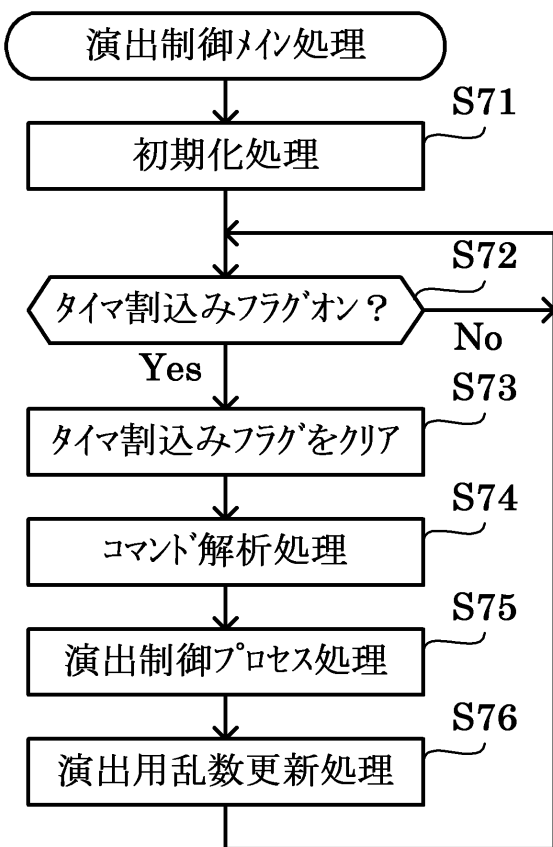 演出制御メイン処理
S71
初期化処理
S72
タイマ割込みフラグオン？
No
Yes
S73
タイマ割込みフラグをクリア
S74
コマンド解析処理
S75
演出制御プロセス処理
S76
演出用乱数更新処理